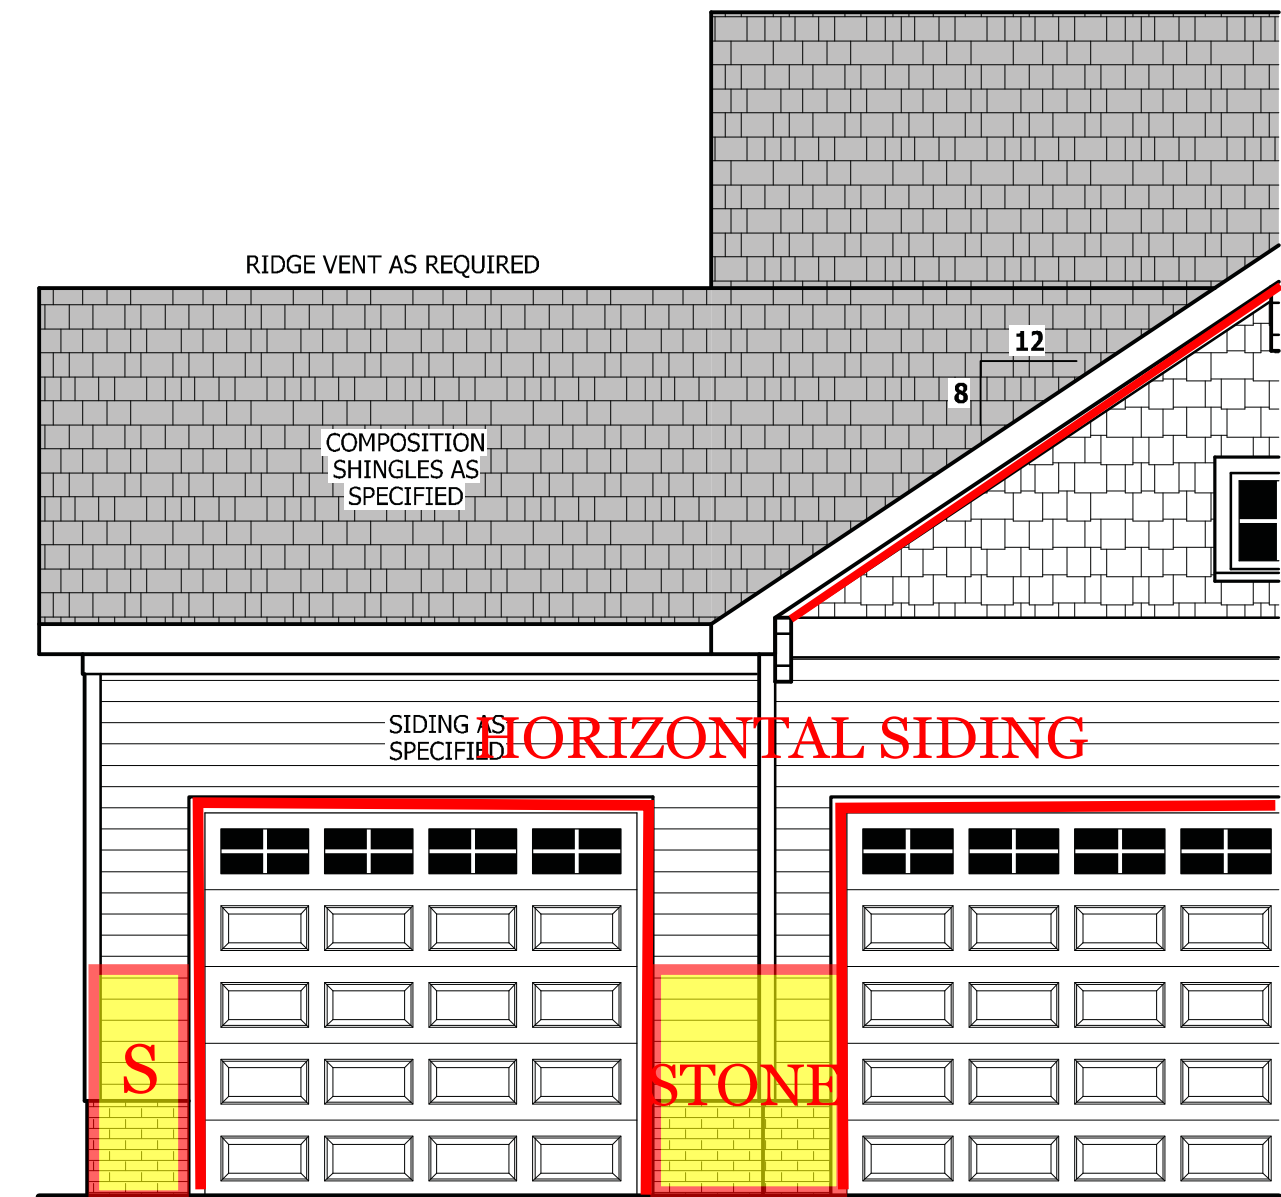 RIDGE VENT AS REQUIRED
12
8
COMPOSITION
SHINGLES AS
SPECIFIED
SIDING AS
SPECIFIED
HORIZONTAL SIDING
S
STONE